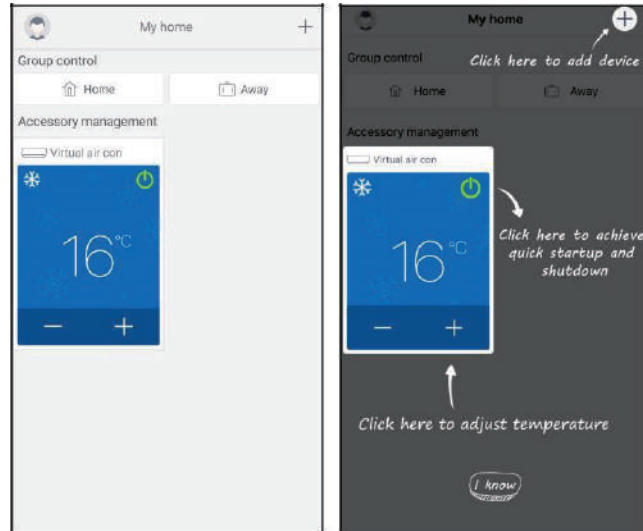 My home +
Group control
Home Away
Accessory management
Virtual air con
16°C
− +
My home +
Click here to add device
Group control
Home Away
Accessory management
Virtual air con
16°C
Click here to achieve
quick startup and
shutdown
− +
Click here to adjust temperature
I know